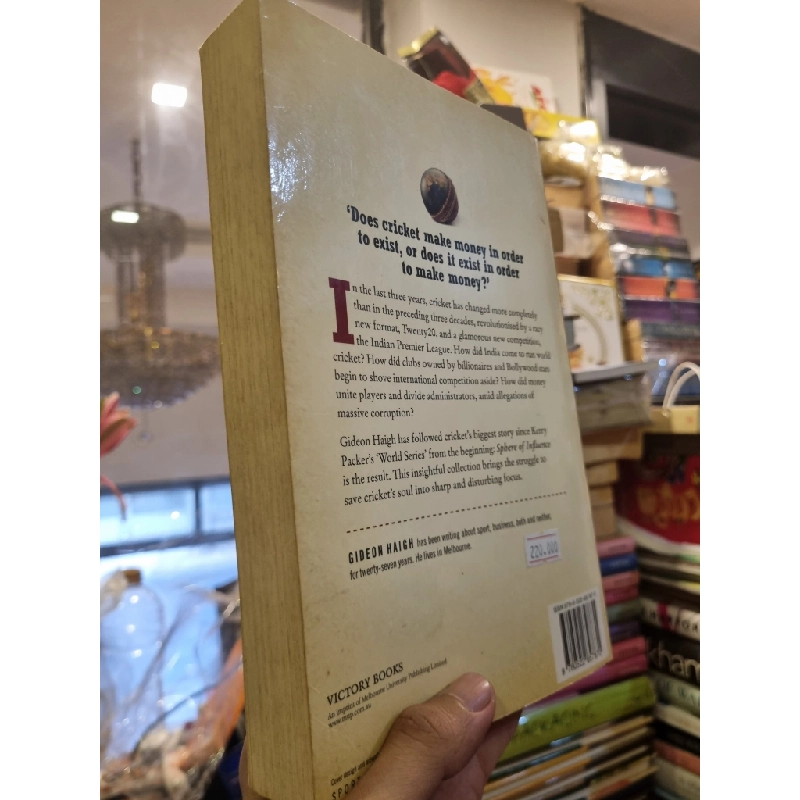 'Does cricket make money in order
to exist, or does it exist in order
to make money?'
In the last three years, cricket has changed more completely
than in the preceding three decades, revolutionised by a racy
new format, Twenty20, and a glamorous new competition,
the Indian Premier League. How did India come to run world
cricket? How did clubs owned by billionaires and Bollywood stars
begin to shove international competition aside? How did money
unite players and divide administrators, amid allegations of
massive corruption?
Gideon Haigh has followed cricket's biggest story since Kerry
Packer's 'World Series' from the beginning: Sphere of Influence
is the result. This insightful collection brings the struggle to
save cricket's soul into sharp and disturbing focus.
GIDEON HAIGH has been writing about sport, business, both and neither,
for twenty-seven years. He lives in Melbourne.
220.000
VICTORY BOOKS
An imprint of Melbourne University Publishing Limited
www.mup.com.au
PACKAGING